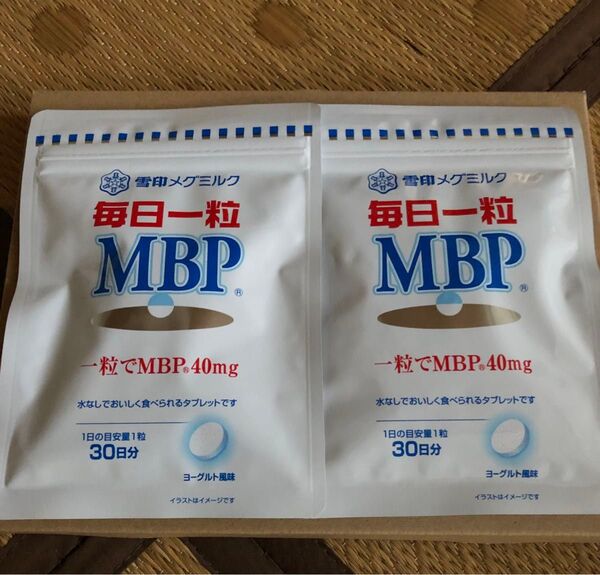 雪印メグミルク
毎日一粒
MBP®
一粒でMBP®40mg
水なしでおいしく食べられるタブレットです
1日の目安量1粒
30日分
ヨーグルト風味
イラストはイメージです
雪印メグミルク
毎日一粒
MBP®
一粒でMBP®40mg
水なしでおいしく食べられるタブレットです
1日の目安量1粒
30日分
ヨーグルト風味
イラストはイメージです